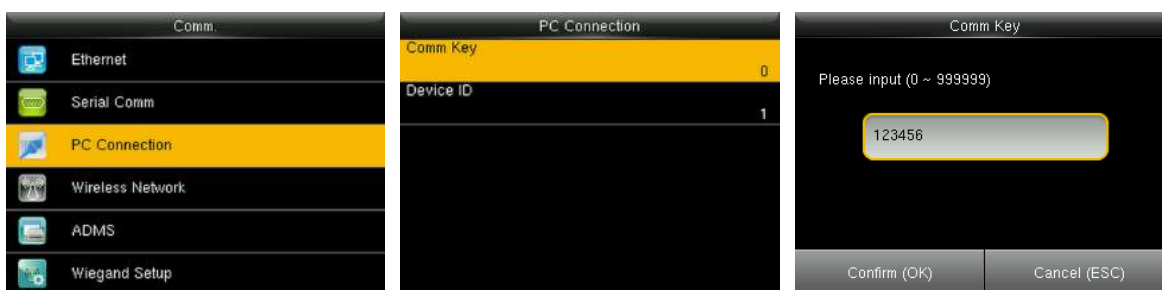 Comm.
Ethernet
Serial Comm
PC Connection
Wireless Network
ADMS
Wiegand Setup
PC Connection
Comm Key
0
Device ID
1
Comm Key
Please input (0 ~ 999999)
123456
Confirm (OK)
Cancel (ESC)